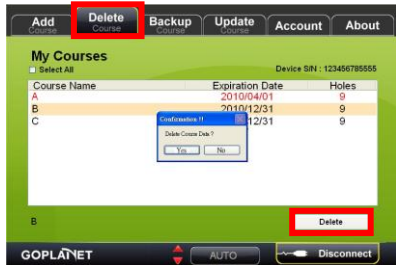 Add Course
Delete Course
Backup Course
Update Course
Account
About
My Courses
Select All
Device S/N : 123456785555
Course Name Expiration Date Holes
A 2010/04/01 9
B 2010/12/31 9
C 12/31 9
Confirmation !!
Delete Course Data ?
Yes No
B
Delete
GOPLANET
AUTO
Disconnect